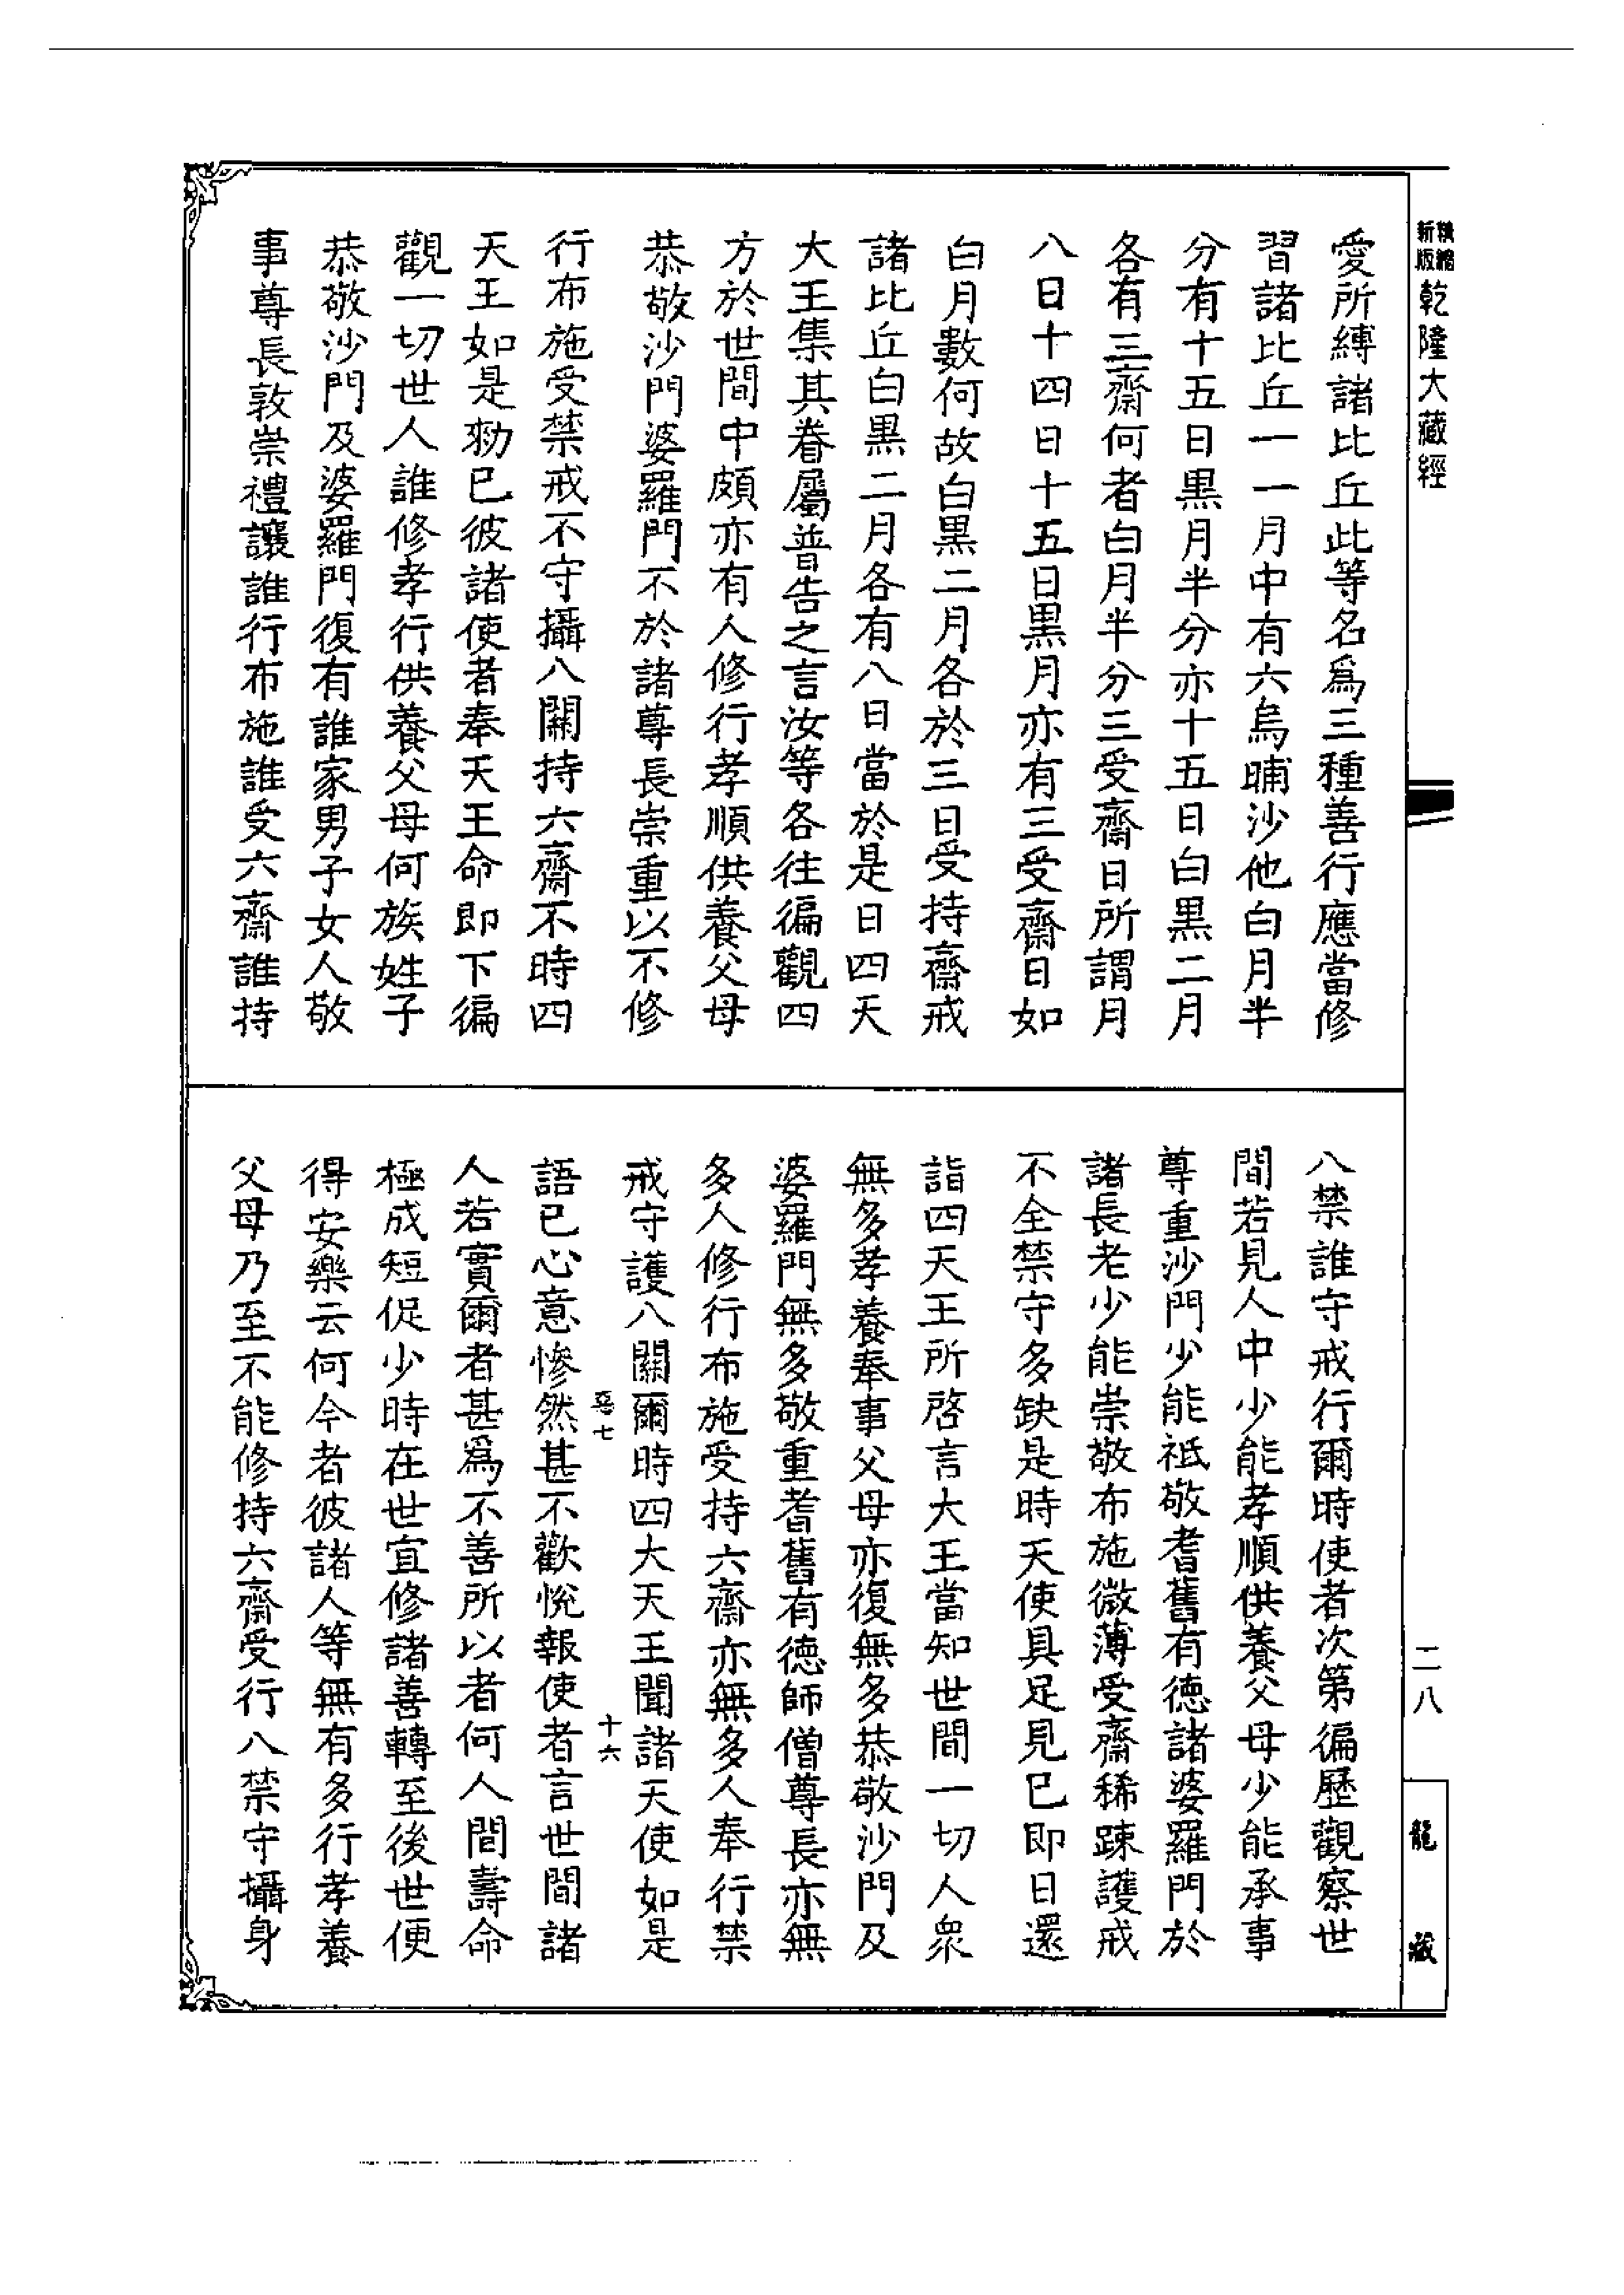 精縮新版乾隆大藏經
愛所縛諸比丘此等名爲三種善行應當修
習諸比丘一一月中有六烏晡沙他白月半
分有十五日黒月半分亦十五日白黒二月
各有三齋何者白月半分三受齋日所謂月
八日十四日十五日黒月亦有三受齋日如
白月數何故白黒二月各於三日受持齋戒
諸比丘白黒二月各有八日當於是日四天
大王集其眷屬普告之言汝等各往徧觀四
方於世間中頗亦有人修行孝順供養父母
恭敬沙門婆羅門不於諸尊長崇重以不修
行布施受禁戒不守攝八關持六齋不時四
天王如是勑已彼諸使者奉天王命即下徧
觀一切世人誰修孝行供養父母何族姓子
恭敬沙門及婆羅門復有誰家男子女人敬
事尊長敦崇禮讓誰行布施誰受六齋誰持
八禁誰守戒行爾時使者次第徧歷觀察世
間若見人中少能孝順供養父母少能承事
尊重沙門少能祇敬耆舊有德諸婆羅門於
諸長老少能崇敬布施微薄受齋稀踈護戒
不全禁守多缺是時天使具足見已即日還
詣四天王所啓言大王當知世間一切人衆
無多孝養奉事父母亦復無多恭敬沙門及
婆羅門無多敬重耆舊有德師僧尊長亦無
多人修行布施受持六齋亦無多人奉行禁
戒守護八關爾時四大天王聞諸天使如是
惡七 十六
語已心意慘然甚不歡悅報使者言世間諸
人若實爾者甚爲不善所以者何人間壽命
極成短促少時在世宜修諸善轉至後世便
得安樂云何今者彼諸人等無有多行孝養
父母乃至不能修持六齋受行八禁守攝身
二八
龍藏